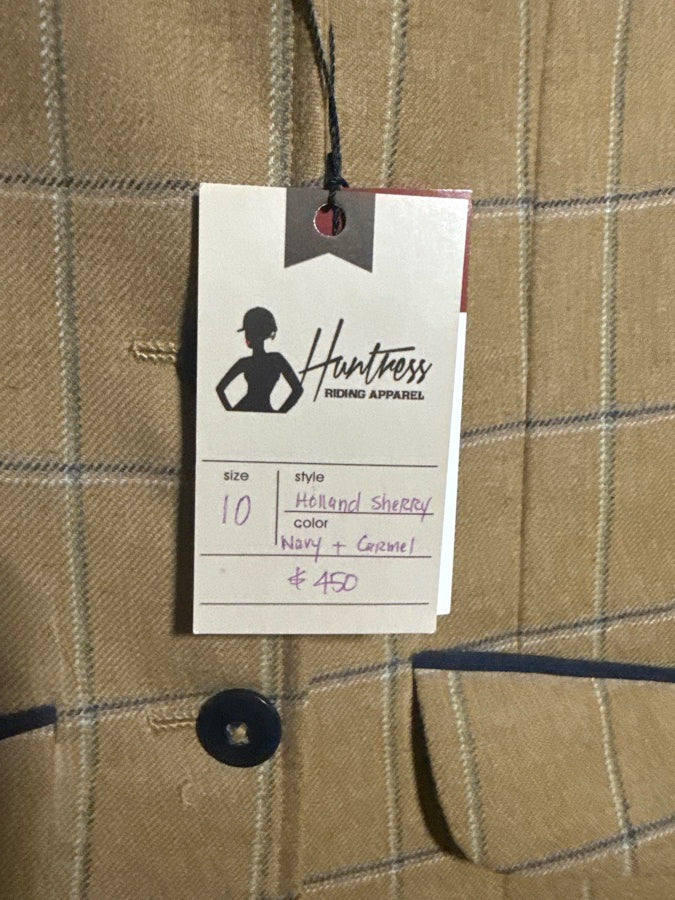 Huntress
RIDING APPAREL
size
10
style
Holland Sherry
color
Navy + Carmel
$ 450